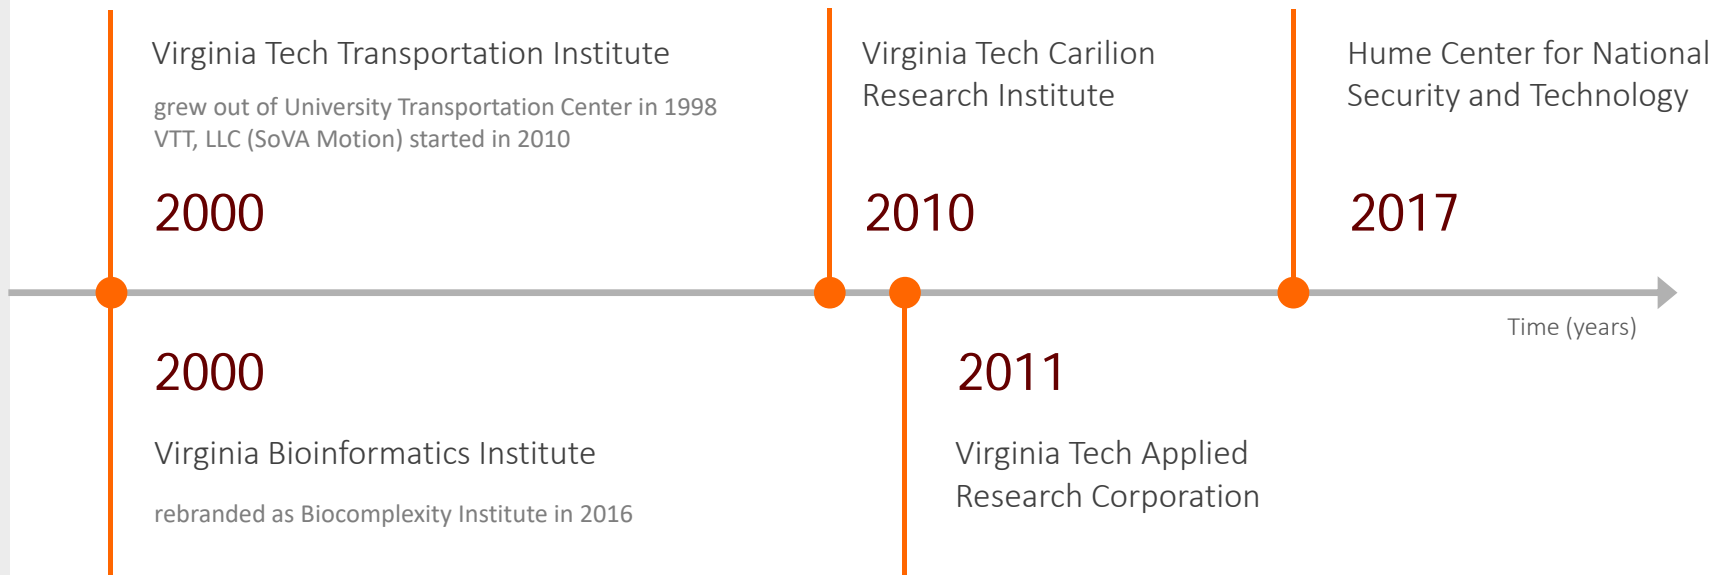 Virginia Tech Transportation Institute
grew out of University Transportation Center in 1998
VTT, LLC (SoVA Motion) started in 2010
2000
Virginia Tech Carilion
Research Institute
2010
Hume Center for National
Security and Technology
2017
Time (years)
2000
Virginia Bioinformatics Institute
rebranded as Biocomplexity Institute in 2016
2011
Virginia Tech Applied
Research Corporation